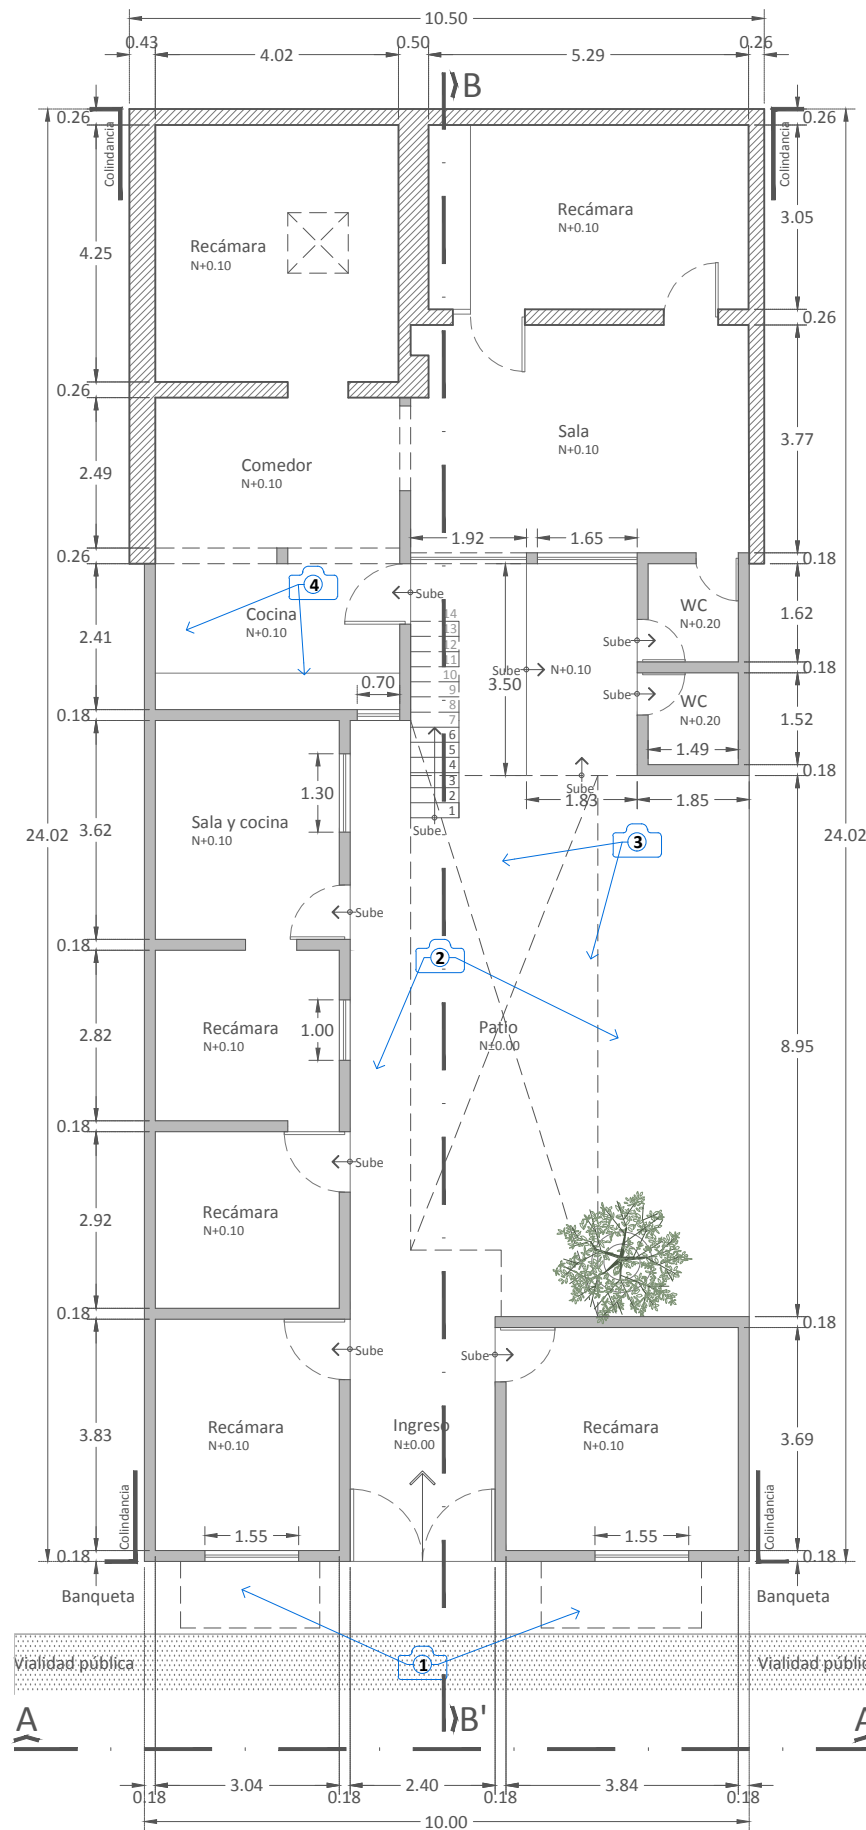 10.50
0.43
4.02
0.50
5.29
0.26
B
0.26
Colindancia
Colindancia
0.26
Recámara
N+0.10
3.05
Recámara
N+0.10
4.25
0.26
0.26
Sala
N+0.10
3.77
Comedor
N+0.10
2.49
1.92
1.65
0.26
0.18
4
Sube
Cocina
N+0.10
WC
N+0.20
1.62
2.41
14
13
12
11
10
9
8
7
6
5
4
3
2
1
Sube
Sube
N+0.10
Sube
3.50
0.18
0.70
Sube
WC
N+0.20
1.52
0.18
1.49
0.18
1.30
Sube
1.83
1.85
Sala y cocina
N+0.10
3.62
Sube
24.02
24.02
3
Sube
0.18
2
Recámara
N+0.10
1.00
2.82
Patio
N±0.00
8.95
0.18
Sube
Recámara
N+0.10
2.92
0.18
0.18
Sube
Sube
Recámara
N+0.10
Ingreso
N±0.00
Recámara
N+0.10
3.83
3.69
Colindancia
Colindancia
1.55
1.55
0.18
0.18
Banqueta
Banqueta
Vialidad pública
1
Vialidad públic
A
B'
A
0.18
3.04
0.18
2.40
0.18
3.84
0.18
10.00